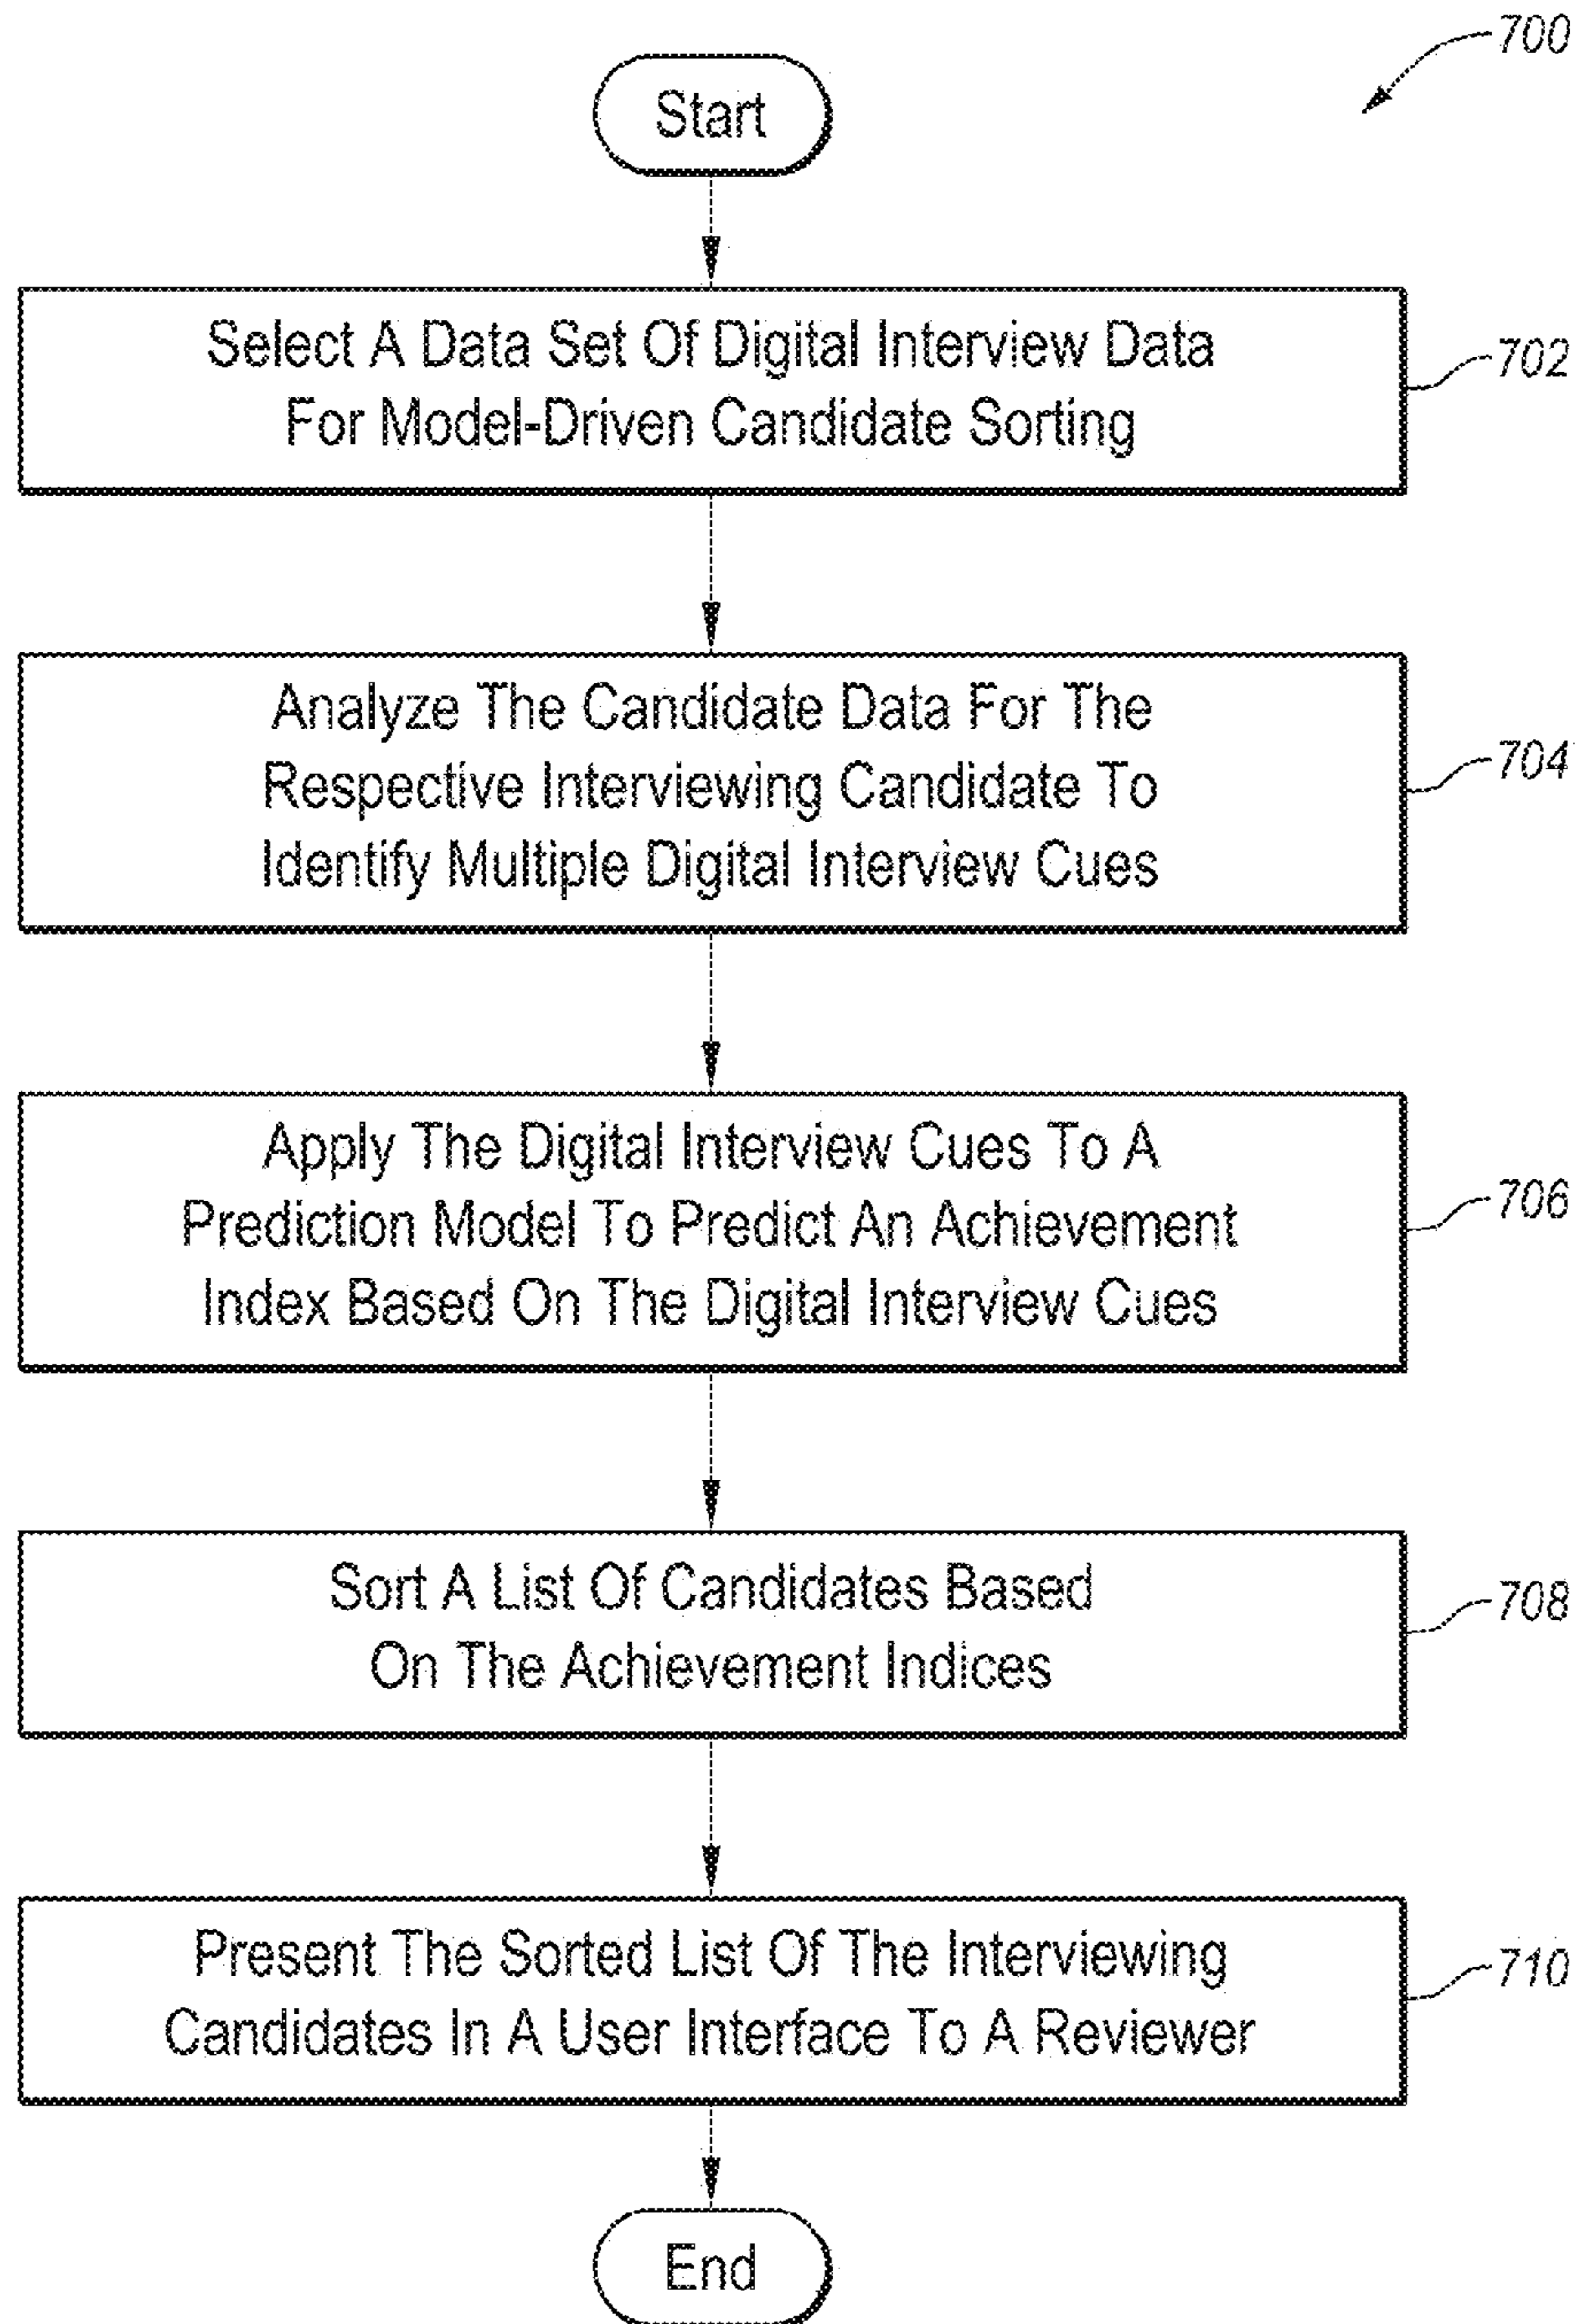 700
Start
Select A Data Set Of Digital Interview Data
For Model-Driven Candidate Sorting
702
Analyze The Candidate Data For The
Respective Interviewing Candidate To
Identify Multiple Digital Interview Cues
704
Apply The Digital Interview Cues To A
Prediction Model To Predict An Achievement
Index Based On The Digital Interview Cues
706
Sort A List Of Candidates Based
On The Achievement Indices
708
Present The Sorted List Of The Interviewing
Candidates In A User Interface To A Reviewer
710
End